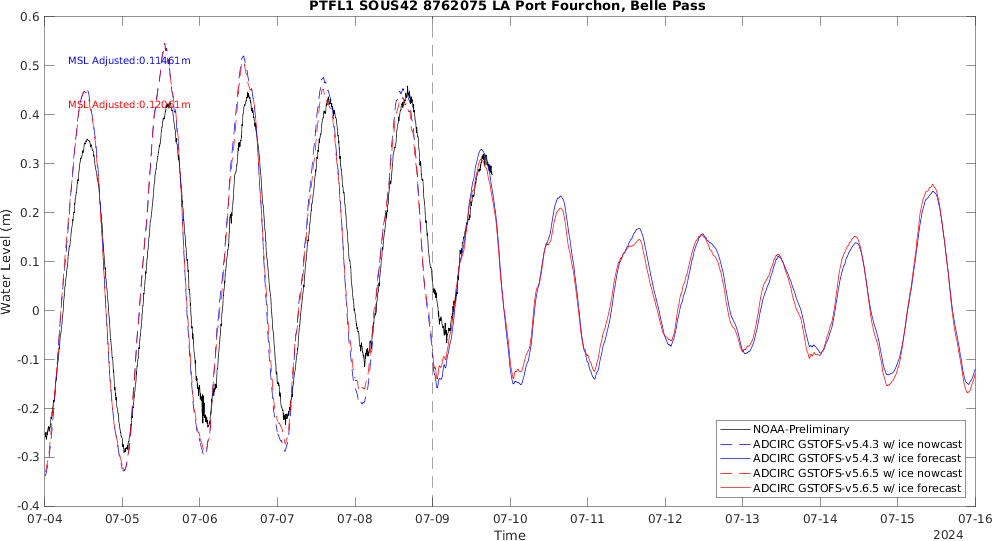 PTFL1 SOUS42 8762075 LA Port Fourchon, Belle Pass
0.6
0.5
0.4
0.3
0.2
0.1
0
-0.1
-0.2
-0.3
-0.4
Water Level (m)
MSL Adjusted:0.11461m
MSL Adjusted:0.12061m
NOAA-Preliminary
ADCIRC GSTOFS-v5.4.3 w/ ice nowcast
ADCIRC GSTOFS-v5.4.3 w/ ice forecast
ADCIRC GSTOFS-v5.6.5 w/ ice nowcast
ADCIRC GSTOFS-v5.6.5 w/ ice forecast
07-04 07-05 07-06 07-07 07-08 07-09 07-10 07-11 07-12 07-13 07-14 07-15 07-16
Time
2024